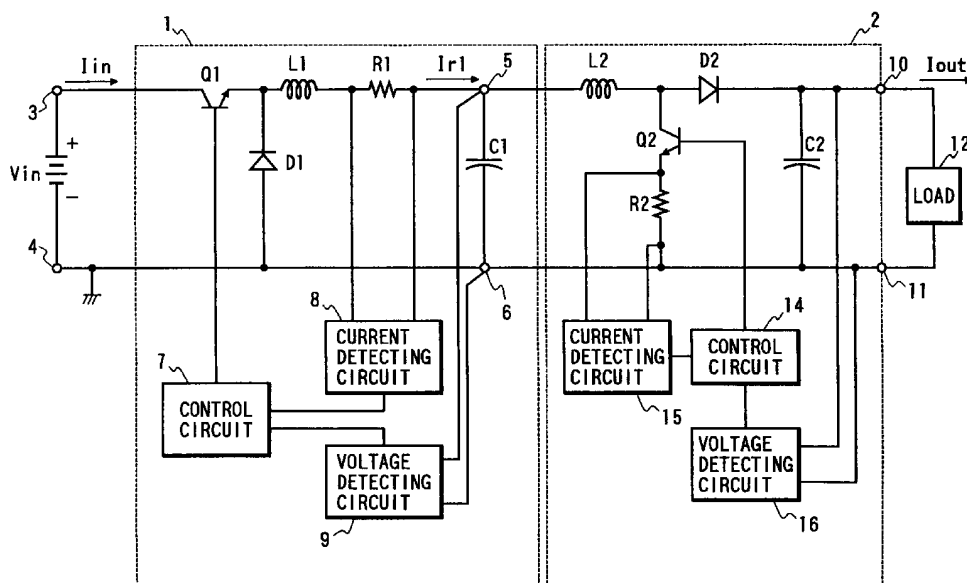 1
2
Iin
Q1
L1
R1
Ir1
5
L2
D2
10
Iout
3
+
Vin
−
D1
C1
Q2
C2
12
LOAD
R2
4
6
11
8
CURRENT
DETECTING
CIRCUIT
14
CURRENT
DETECTING
CIRCUIT
CONTROL
CIRCUIT
7
CONTROL
CIRCUIT
15
VOLTAGE
DETECTING
CIRCUIT
9
VOLTAGE
DETECTING
CIRCUIT
16